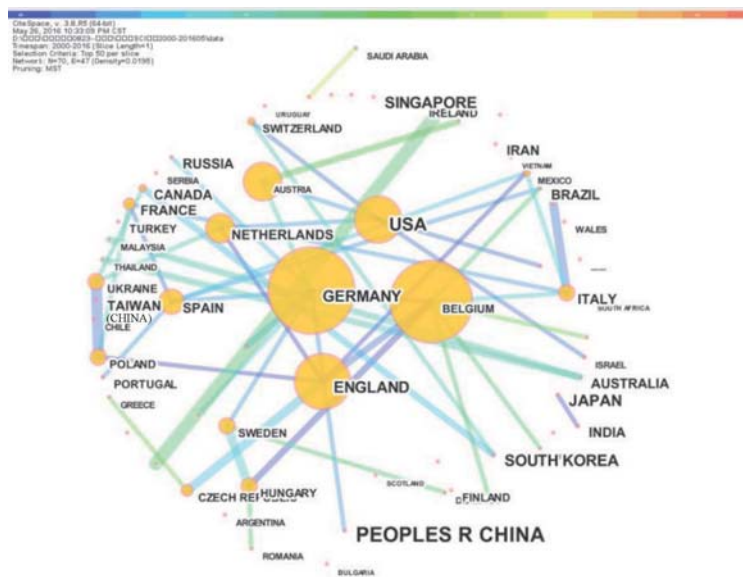 CiteSpace, v. 3.8.R5 (64-bit)
May 26, 2016 10:33:09 PM CST
Timespan: 2000-2016 (Slice Length=1)
Selection Criteria: Top 50 per slice
Network: N=70, E=47 (Density=0.0195)
Pruning: MST
SAUDI ARABIA
SINGAPORE
URUGUAY
IRELAND
SWITZERLAND
IRAN
RUSSIA
VIETNAM
SERBIA
AUSTRIA
MEXICO
CANADA
BRAZIL
FRANCE
USA
TURKEY
NETHERLANDS
WALES
MALAYSIA
THAILAND
UKRAINE
GERMANY
ITALY
TAIWAN
SPAIN
BELGIUM
SOUTH AFRICA
(CHINA)
CHILE
POLAND
ISRAEL
PORTUGAL
ENGLAND
AUSTRALIA
GREECE
JAPAN
SWEDEN
INDIA
SOUTH KOREA
SCOTLAND
CZECH
HUNGARY
FINLAND
ARGENTINA
PEOPLES R CHINA
ROMANIA
BULGARIA